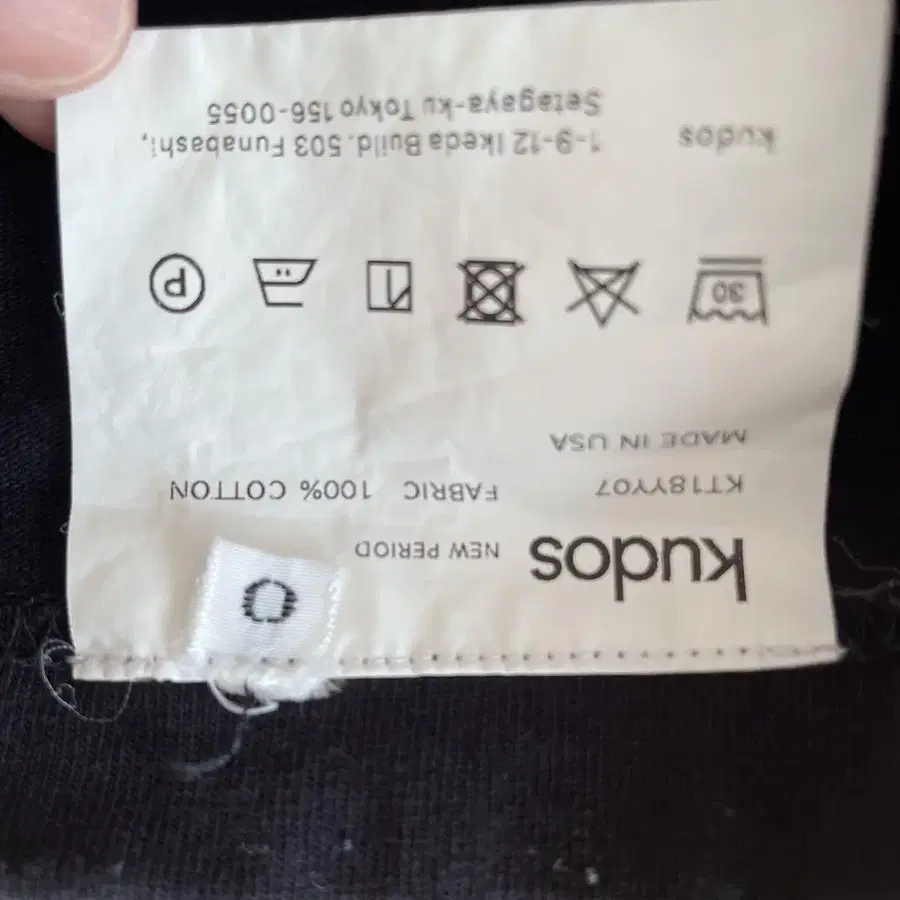 0
kudos NEW PERIOD
KT18YY07 FABRIC 100% COTTON
MADE IN USA
30
P
kudos 1-9-12 Ikeda Build.503 Funabashi,
Setagaya-ku Tokyo 156-0055